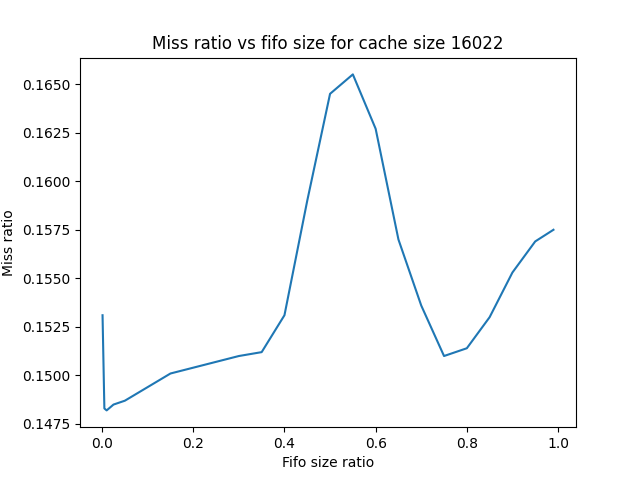 Miss ratio vs fifo size for cache size 16022
0.1650
0.1625
0.1600
0.1575
0.1550
0.1525
0.1500
0.1475
Miss ratio
0.0 0.2 0.4 0.6 0.8 1.0
Fifo size ratio